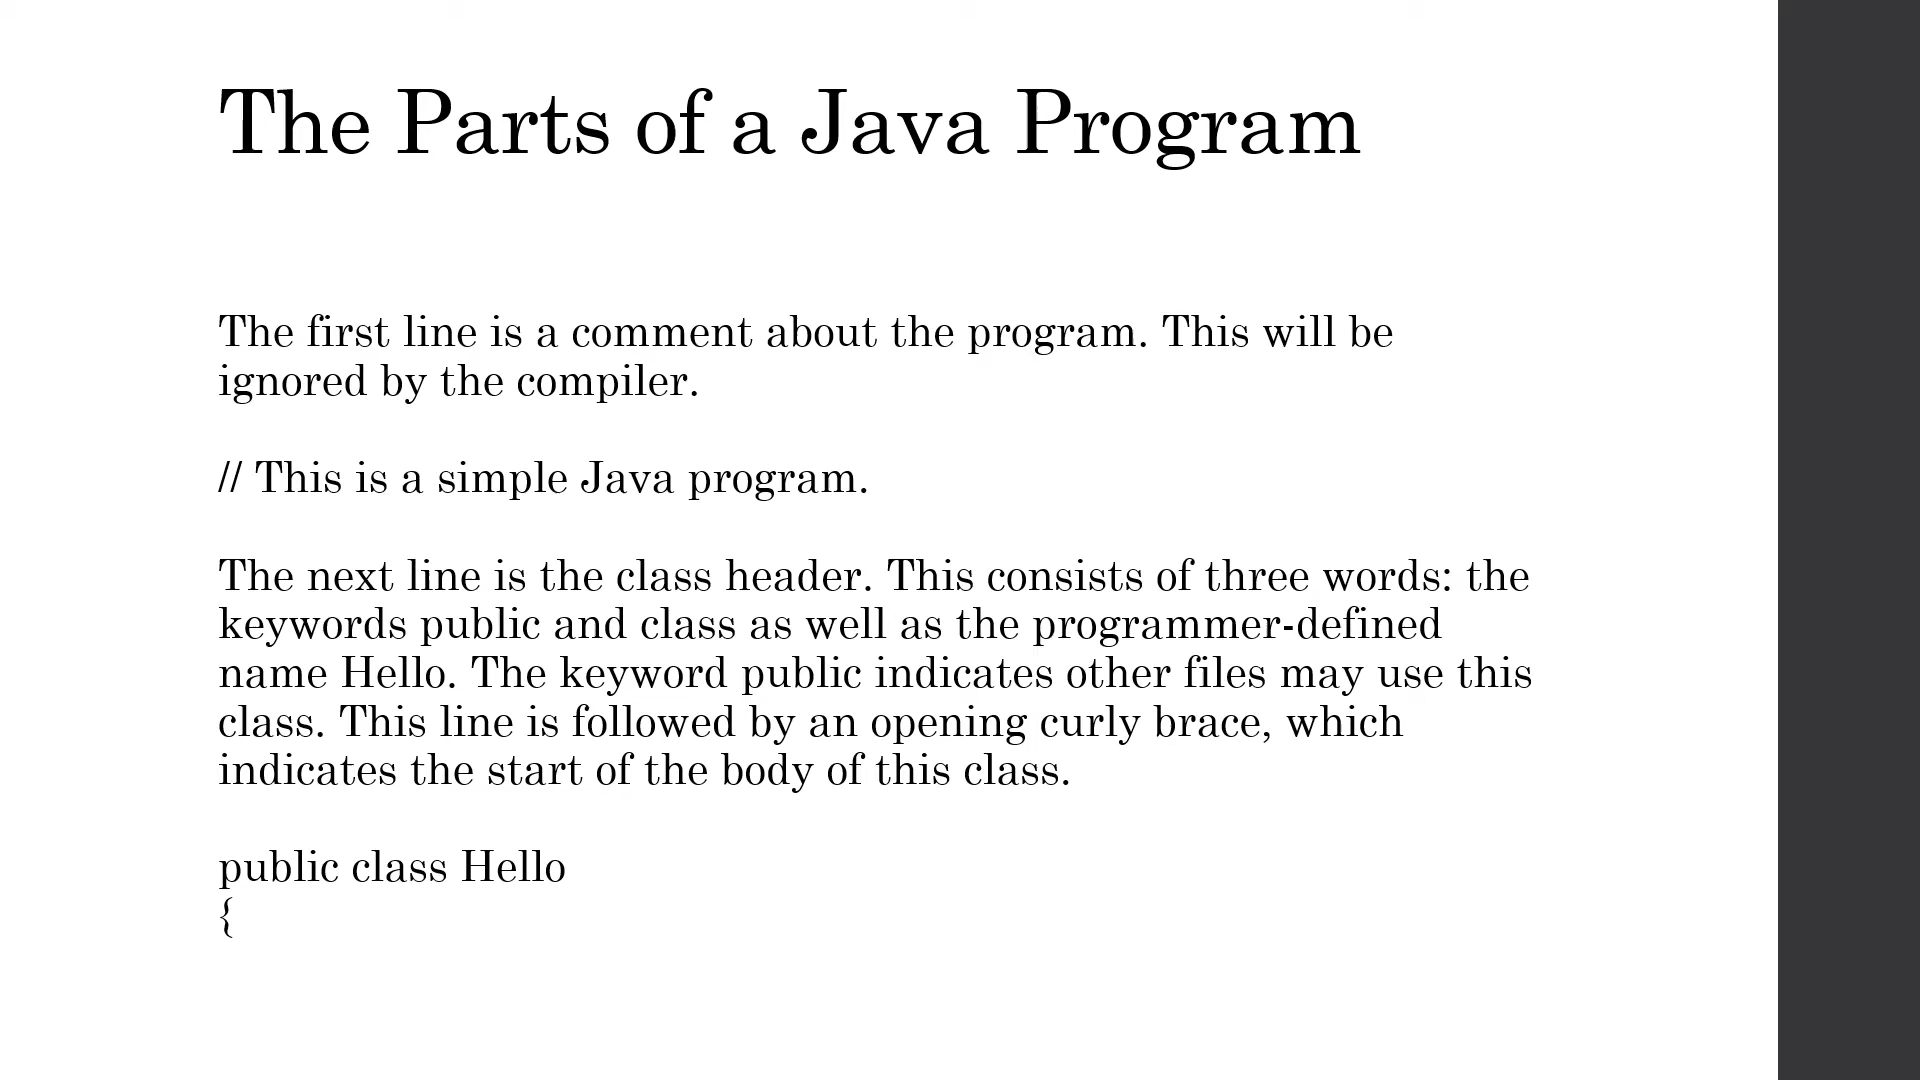 The Parts of a Java Program
The first line is a comment about the program. This will be
ignored by the compiler.
// This is a simple Java program.
The next line is the class header. This consists of three words: the
keywords public and class as well as the programmer-defined
name Hello. The keyword public indicates other files may use this
class. This line is followed by an opening curly brace, which
indicates the start of the body of this class.
public class Hello
{